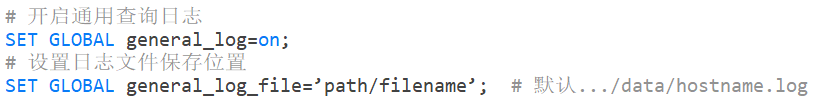 # 开启通用查询日志
SET GLOBAL general_log=on;
# 设置日志文件保存位置
SET GLOBAL general_log_file=’path/filename’;  # 默认.../data/hostname.log